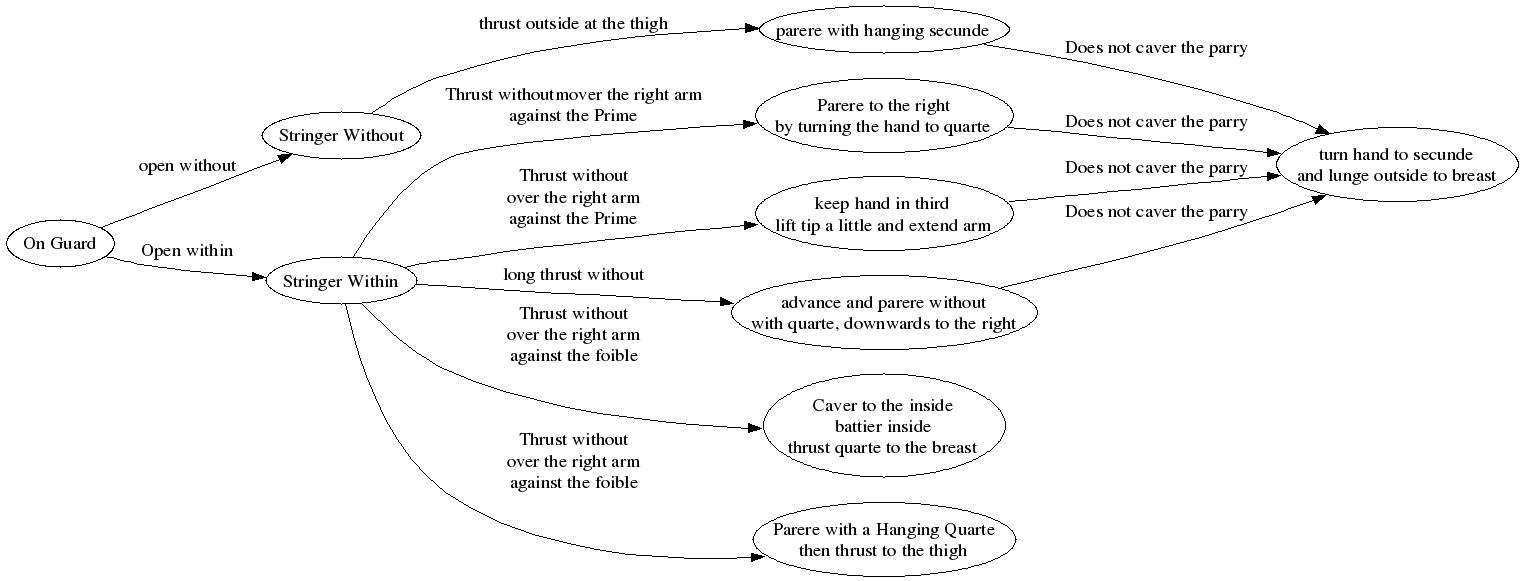 thrust outside at the thigh
parere with hanging secunde
Does not caver the parry
Thrust withoutmover the right arm
against the Prime
Parere to the right
by turning the hand to quarte
Stringer Without
Does not caver the parry
open without
turn hand to secunde
and lunge outside to breast
Thrust without
over the right arm
against the Prime
Does not caver the parry
keep hand in third
lift tip a little and extend arm
Does not caver the parry
On Guard
Open within
Stringer Within
long thrust without
advance and parere without
with quarte, downwards to the right
Thrust without
over the right arm
against the foible
Caver to the inside
battier inside
thrust quarte to the breast
Thrust without
over the right arm
against the foible
Parere with a Hanging Quarte
then thrust to the thigh